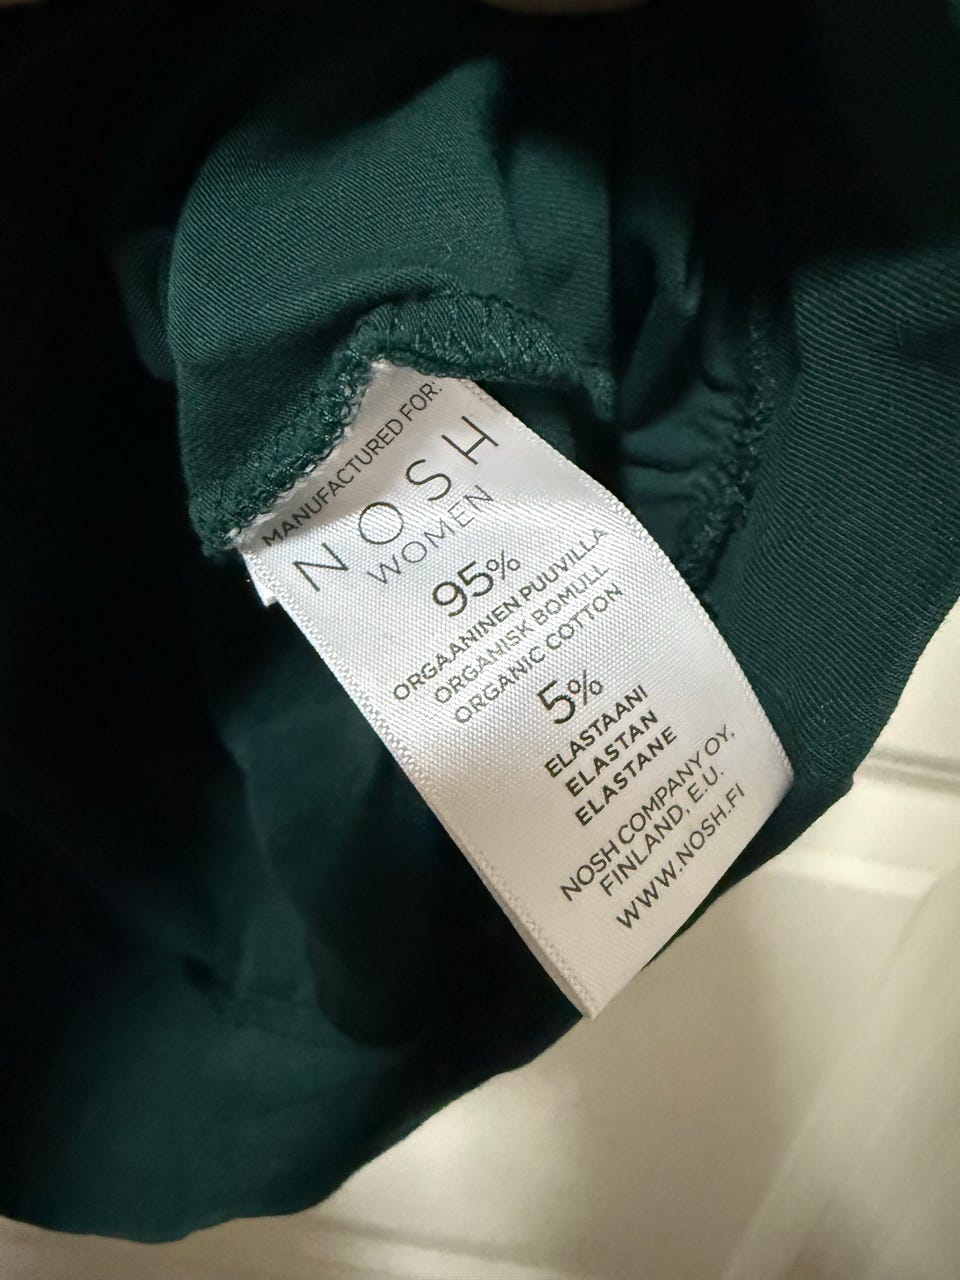 MANUFACTURED FOR:
NOSH
WOMEN
95%
ORGAANINEN PUUVILLA
ORGANISK BOMULL
ORGANIC COTTON
5%
ELASTAANI
ELASTAN
ELASTANE
NOSH COMPANY OY,
FINLAND, E.U.
WWW.NOSH.FI